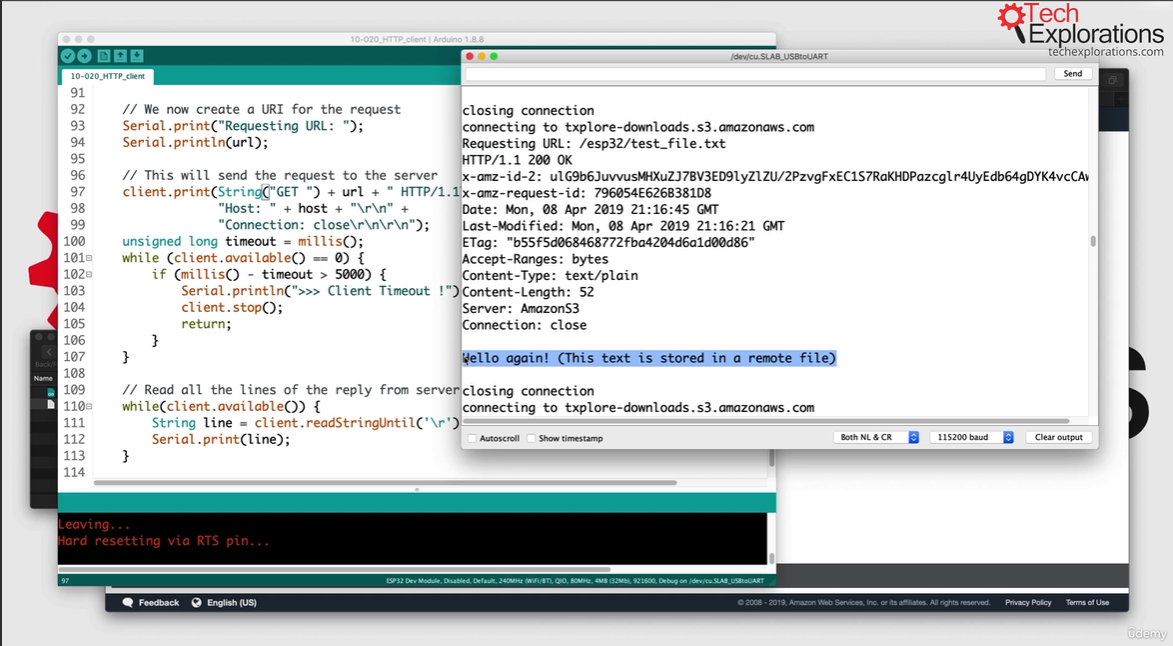 Tech
Explorations
techexplorations.com
10-020_HTTP_client | Arduino 1.8.8
10-020_HTTP_client
91
92 // We now create a URI for the request
93 Serial.print("Requesting URL: ");
94 Serial.println(url);
95
96 // This will send the request to the server
97 client.print(String("GET ") + url + " HTTP/1.1
98 "Host: " + host + "\r\n" +
99 "Connection: close\r\n\r\n");
100 unsigned long timeout = millis();
101 while (client.available() == 0) {
102 if (millis() - timeout > 5000) {
103 Serial.println(">>> Client Timeout !")
104 client.stop();
105 return;
106 }
107 }
108
109 // Read all the lines of the reply from server
110 while(client.available()) {
111 String line = client.readStringUntil('\r')
112 Serial.print(line);
113 }
114
Leaving...
Hard resetting via RTS pin...
97
ESP32 Dev Module, Disabled, Default, 240MHz (WiFi/BT), QIO, 80MHz, 4MB (32Mb), 921600, Debug on /dev/cu.SLAB_USBtoUART
/dev/cu.SLAB_USBtoUART
Send
closing connection
connecting to txplore-downloads.s3.amazonaws.com
Requesting URL: /esp32/test_file.txt
HTTP/1.1 200 OK
x-amz-id-2: ulG9b6JuvvusMHXuZJ7BV3ED9lyZlZU/2PzvgFxEC1S7RaKHDPazcglr4UyEdb64gDYK4vcCAw
x-amz-request-id: 796054E626B381D8
Date: Mon, 08 Apr 2019 21:16:45 GMT
Last-Modified: Mon, 08 Apr 2019 21:16:21 GMT
ETag: "b55f5d068468772fba4204d6a1d00d86"
Accept-Ranges: bytes
Content-Type: text/plain
Content-Length: 52
Server: AmazonS3
Connection: close
Hello again! (This text is stored in a remote file)
closing connection
connecting to txplore-downloads.s3.amazonaws.com
Autoscroll
Show timestamp
Both NL & CR
115200 baud
Clear output
Name
Feedback
English (US)
© 2008 - 2019, Amazon Web Services, Inc. or its affiliates. All rights reserved.
Privacy Policy
Terms of Use
ûdemy